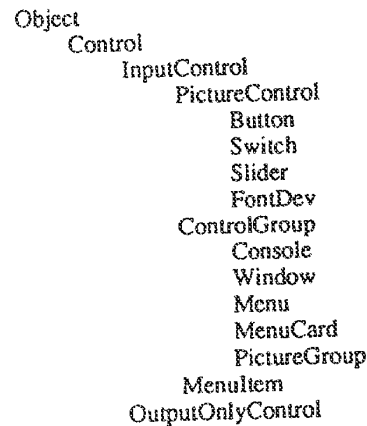 Object
Control
InputControl
PictureControl
Button
Switch
Slider
FontDev
ControlGroup
Console
Window
Menu
MenuCard
PictureGroup
MenuItem
OutputOnlyControl